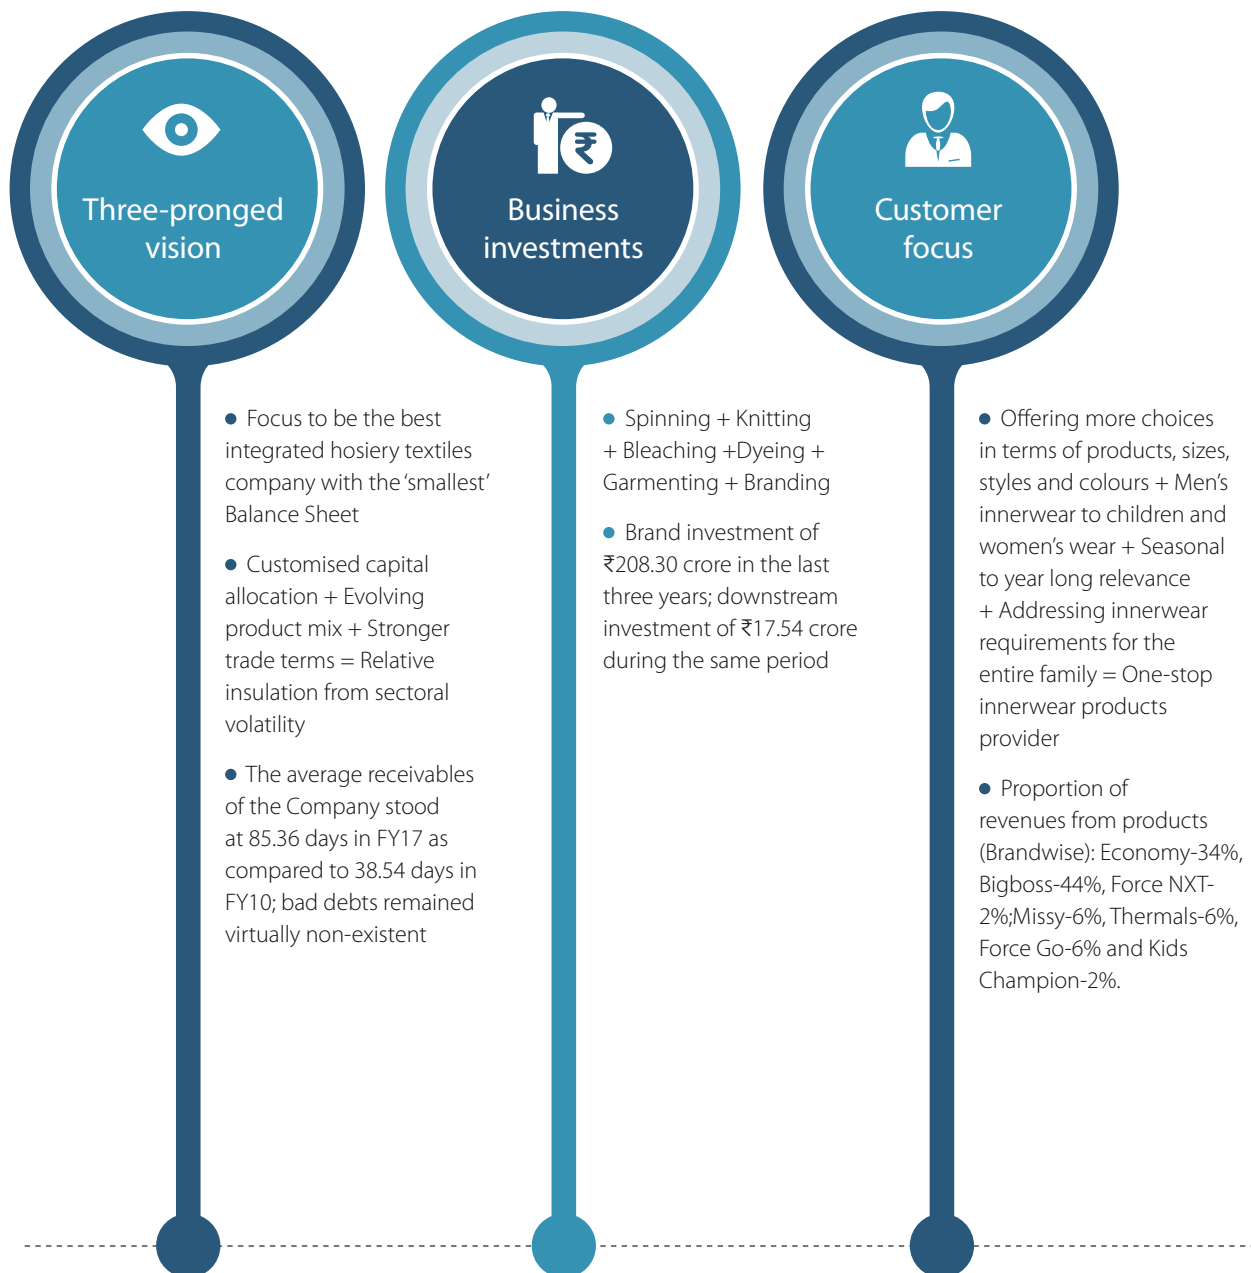 Three-pronged
vision
• Focus to be the best
integrated hosiery textiles
company with the ‘smallest’
Balance Sheet
• Customised capital
allocation + Evolving
product mix + Stronger
trade terms = Relative
insulation from sectoral
volatility
• The average receivables
of the Company stood
at 85.36 days in FY17 as
compared to 38.54 days in
FY10; bad debts remained
virtually non-existent
₹
Business
investments
• Spinning + Knitting
+ Bleaching +Dyeing +
Garmenting + Branding
• Brand investment of
₹208.30 crore in the last
three years; downstream
investment of ₹17.54 crore
during the same period
Customer
focus
• Offering more choices
in terms of products, sizes,
styles and colours + Men’s
innerwear to children and
women’s wear + Seasonal
to year long relevance
+ Addressing innerwear
requirements for the
entire family = One-stop
innerwear products
provider
• Proportion of
revenues from products
(Brandwise): Economy-34%,
Bigboss-44%, Force NXT-
2%;Missy-6%, Thermals-6%,
Force Go-6% and Kids
Champion-2%.